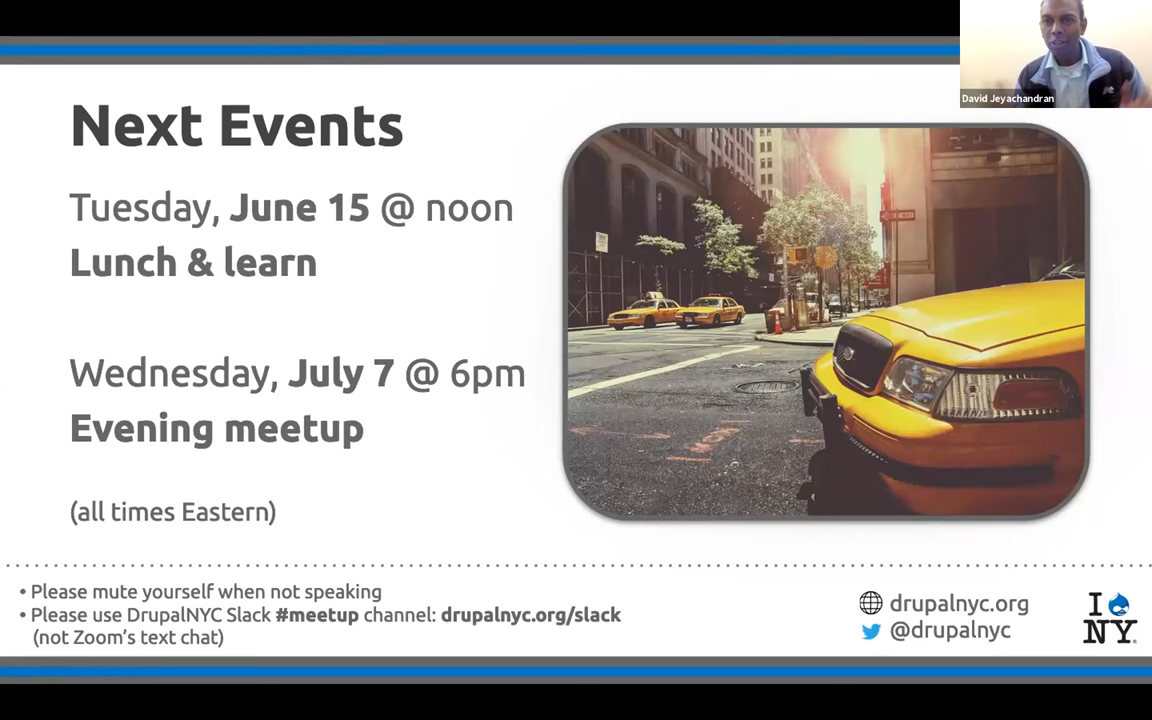 David Jeyachandran
Next Events
Tuesday, June 15 @ noon
Lunch & learn
Wednesday, July 7 @ 6pm
Evening meetup
(all times Eastern)
• Please mute yourself when not speaking
• Please use DrupalNYC Slack #meetup channel: drupalnyc.org/slack
(not Zoom's text chat)
drupalnyc.org
@drupalnyc
I
NY